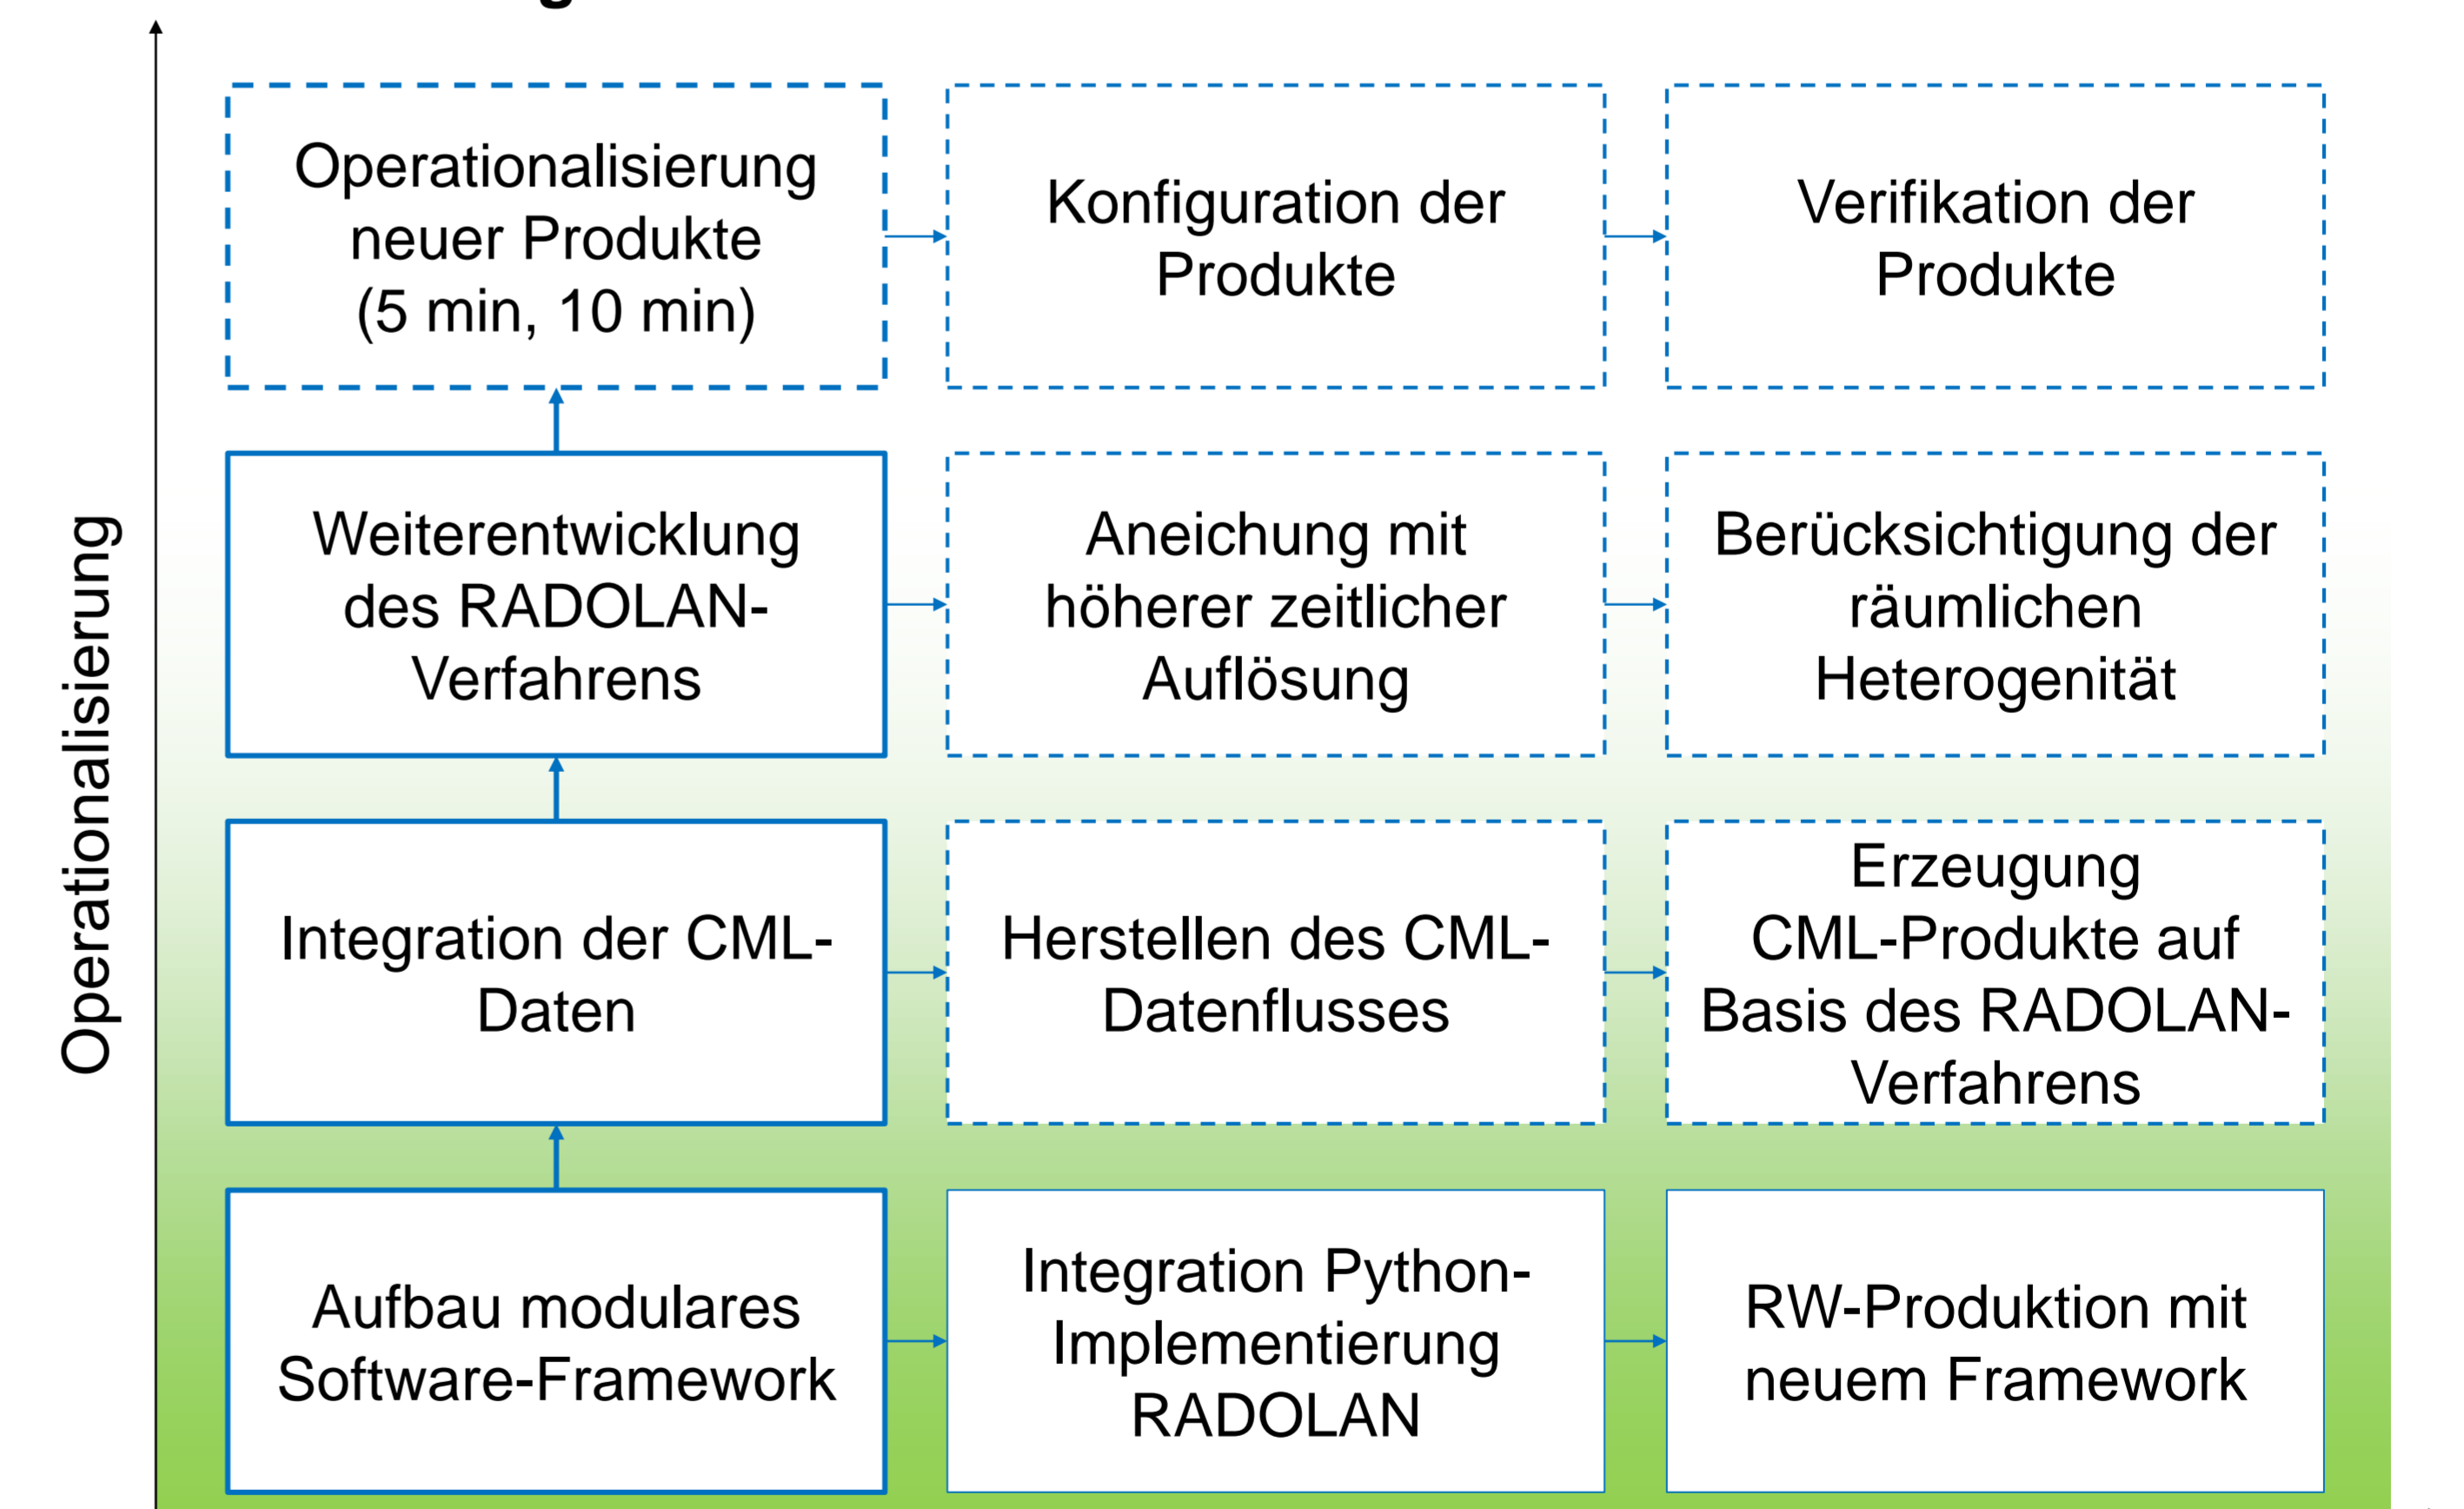 Operationalisierung
Operationalisierung
neuer Produkte
(5 min, 10 min)
Konfiguration der
Produkte
Verifikation der
Produkte
Weiterentwicklung
des RADOLAN-
Verfahrens
Aneichung mit
höherer zeitlicher
Auflösung
Berücksichtigung der
räumlichen
Heterogenität
Integration der CML-
Daten
Herstellen des CML-
Datenflusses
Erzeugung
CML-Produkte auf
Basis des RADOLAN-
Verfahrens
Aufbau modulares
Software-Framework
Integration Python-
Implementierung
RADOLAN
RW-Produktion mit
neuem Framework